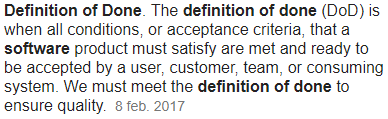 Definition of Done. The definition of done (DoD) is
when all conditions, or acceptance criteria, that a
software product must satisfy are met and ready to
be accepted by a user, customer, team, or consuming
system. We must meet the definition of done to
ensure quality. 8 feb. 2017